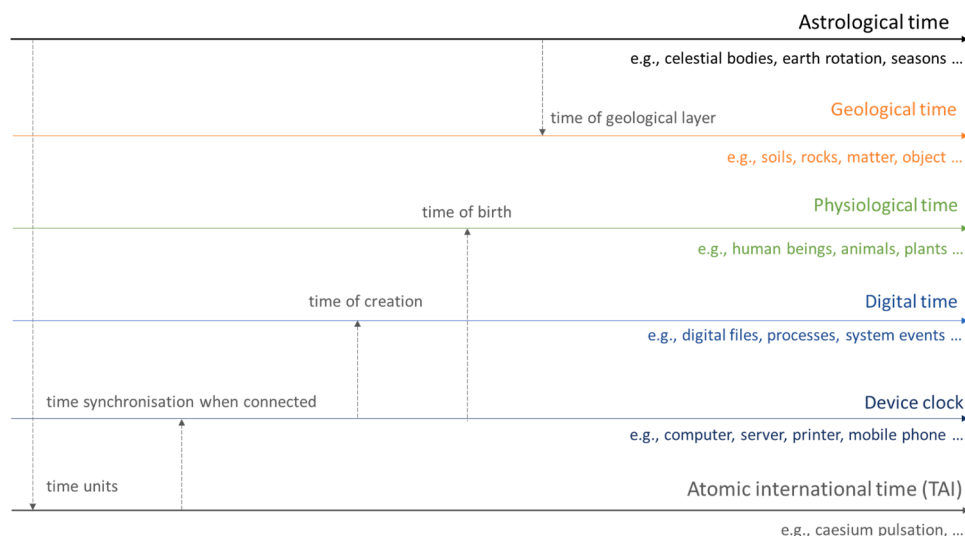 Astrological time
e.g., celestial bodies, earth rotation, seasons ...
Geological time
time of geological layer
e.g., soils, rocks, matter, object ...
Physiological time
time of birth
e.g., human beings, animals, plants ...
Digital time
time of creation
e.g., digital files, processes, system events ...
Device clock
time synchronisation when connected
e.g., computer, server, printer, mobile phone ...
time units
Atomic international time (TAI)
e.g., caesium pulsation, ...